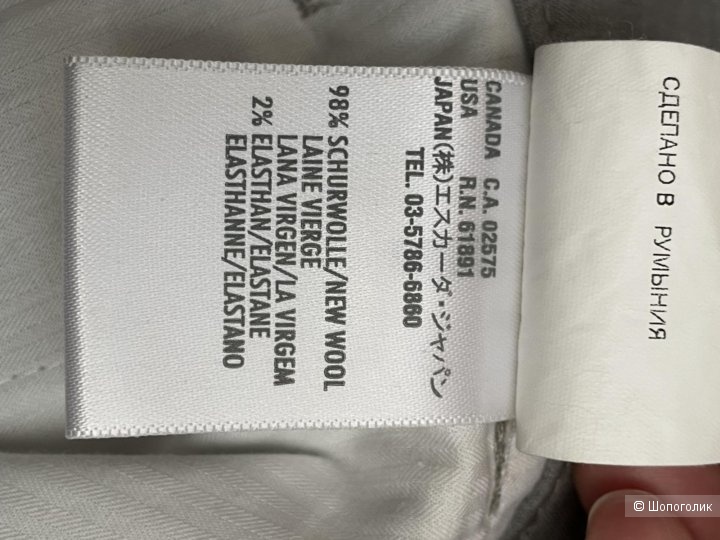 CANADA C.A. 02575
USA R.N. 61891
JAPAN(株)エスカーダ・ジャパン
TEL. 03-5786-6860
98% SCHURWOLLE/NEW WOOL
LAINE VIERGE
LANA VIRGEN/LA VIRGEM
2% ELASTHAN/ELASTANE
ELASTHANNE/ELASTANO
СДЕЛАНО В РУМЫНИЯ
© Шопоголик